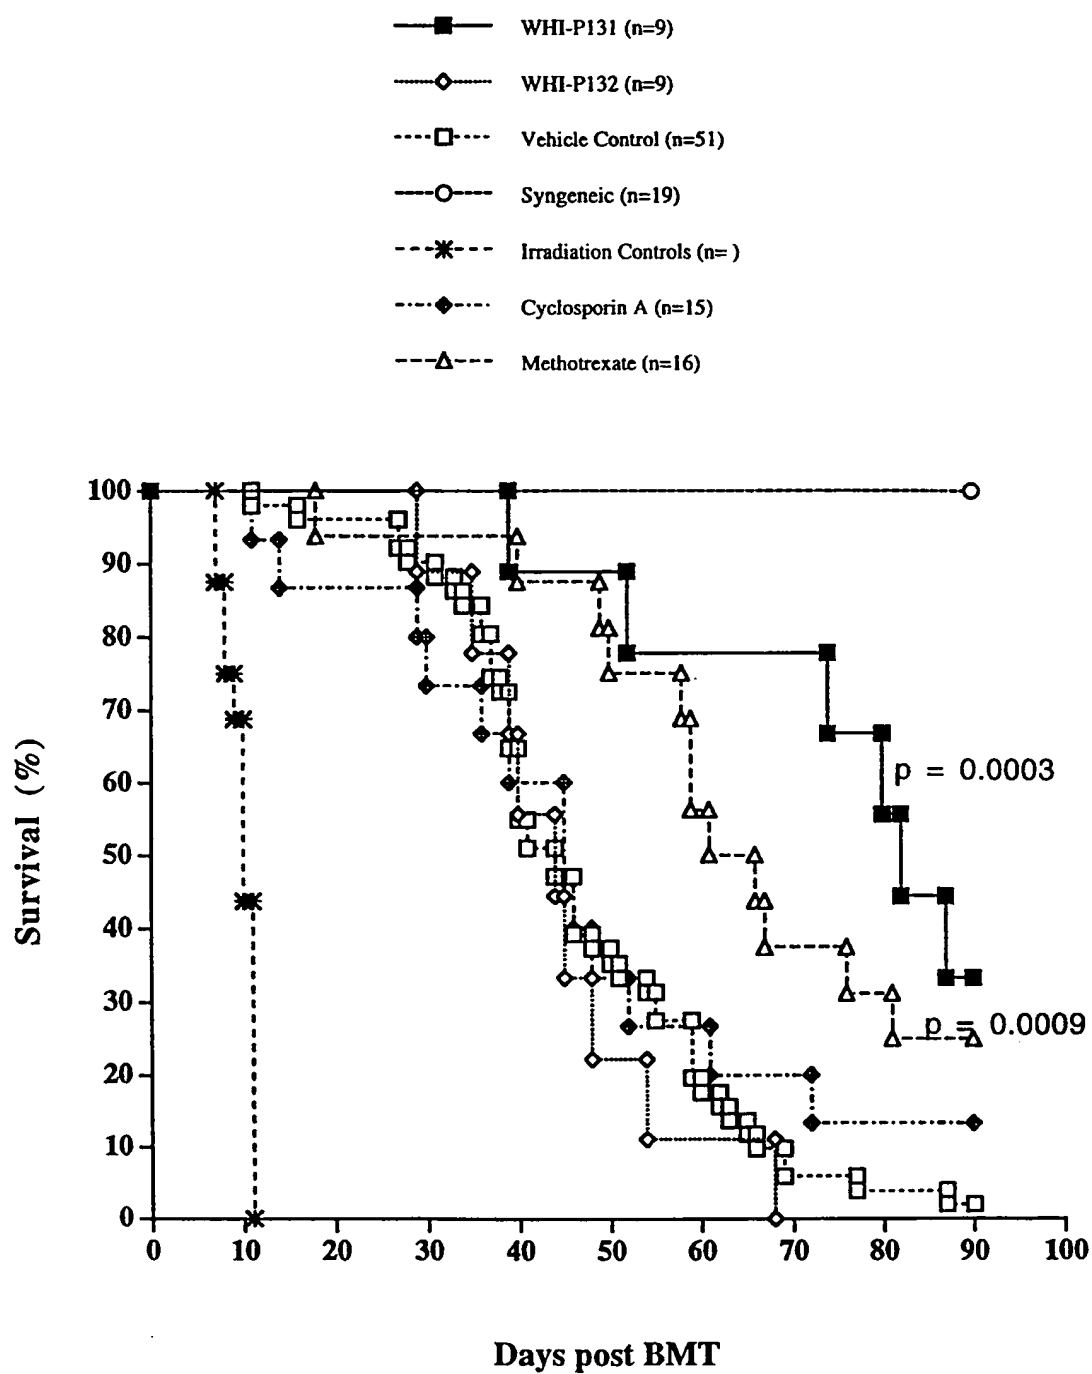 WHI-P131 (n=9)
WHI-P132 (n=9)
Vehicle Control (n=51)
Syngeneic (n=19)
Irradiation Controls (n= )
Cyclosporin A (n=15)
Methotrexate (n=16)
100
90
80
70
60
50
40
30
20
10
0
Survival (%)
p = 0.0003
p = 0.0009
0 10 20 30 40 50 60 70 80 90 100
Days post BMT